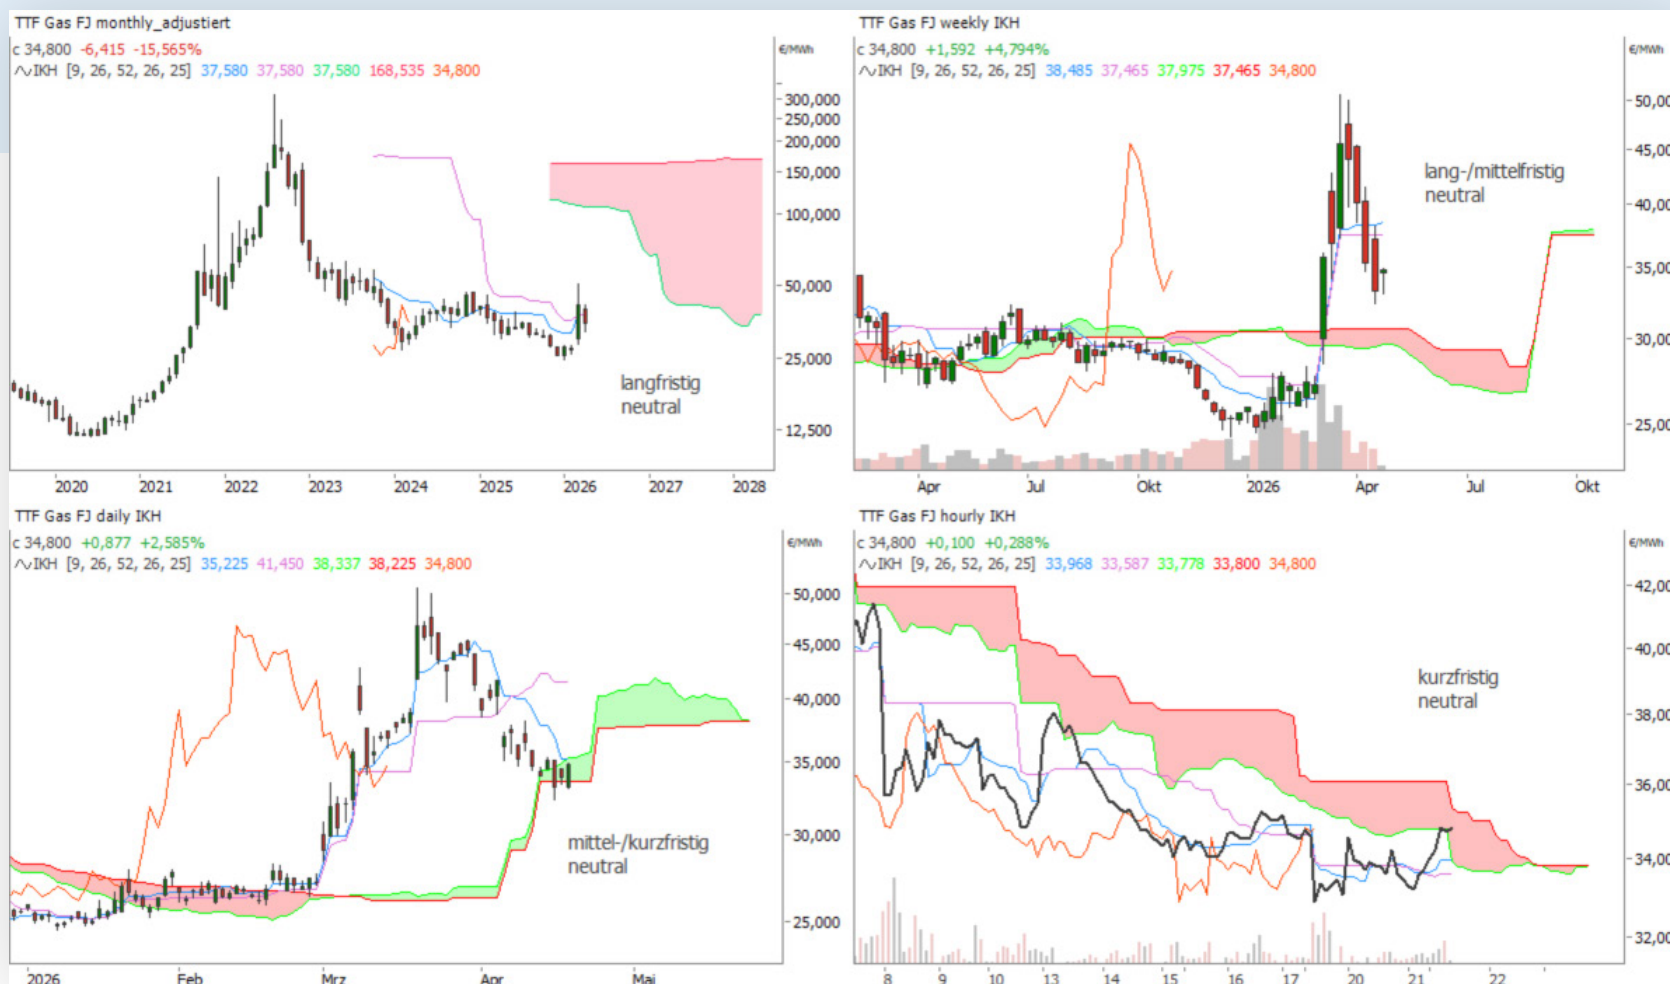 TTF Gas FJ monthly_adjustiert
c 34,800 -6,415 -15,565%
IKH [9, 26, 52, 26, 25] 37,580 37,580 37,580 168,535 34,800
€/MWh
300,000
250,000
200,000
150,000
100,000
50,000
25,000
12,500
langfristig
neutral
2020 2021 2022 2023 2024 2025 2026 2027 2028
TTF Gas FJ weekly IKH
c 34,800 +1,592 +4,794%
IKH [9, 26, 52, 26, 25] 38,485 37,465 37,975 37,465 34,800
€/MWh
50,00
45,00
40,00
35,00
30,00
25,00
lang-/mittelfristig
neutral
Apr Jul Okt 2026 Apr Jul Okt
TTF Gas FJ daily IKH
c 34,800 +0,877 +2,585%
IKH [9, 26, 52, 26, 25] 35,225 41,450 38,337 38,225 34,800
€/MWh
50,000
45,000
40,000
35,000
30,000
25,000
mittel-/kurzfristig
neutral
2026 Feb Mrz Apr Mai
TTF Gas FJ hourly IKH
c 34,800 +0,100 +0,288%
IKH [9, 26, 52, 26, 25] 33,968 33,587 33,778 33,800 34,800
€/MWh
42,00
40,00
38,00
36,00
34,00
32,00
kurzfristig
neutral
8 9 10 13 14 15 16 17 20 21 22